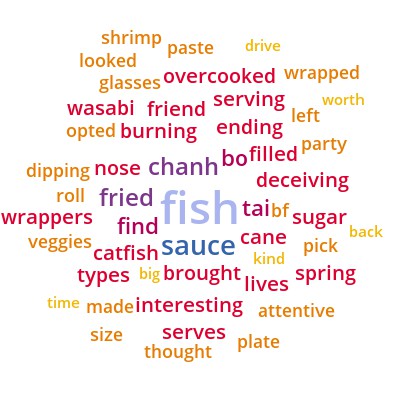 shrimp
paste
drive
looked
glasses
overcooked
wrapped
wasabi
friend
serving
worth
opted
burning
ending
left
party
dipping
nose
chanh
bo
filled
deceiving
roll
fried
fish
tai
bf
sugar
wrappers
find
sauce
cane
back
veggies
catfish
kind
pick
types
big
brought
lives
spring
time
made
interesting
attentive
size
serves
plate
thought